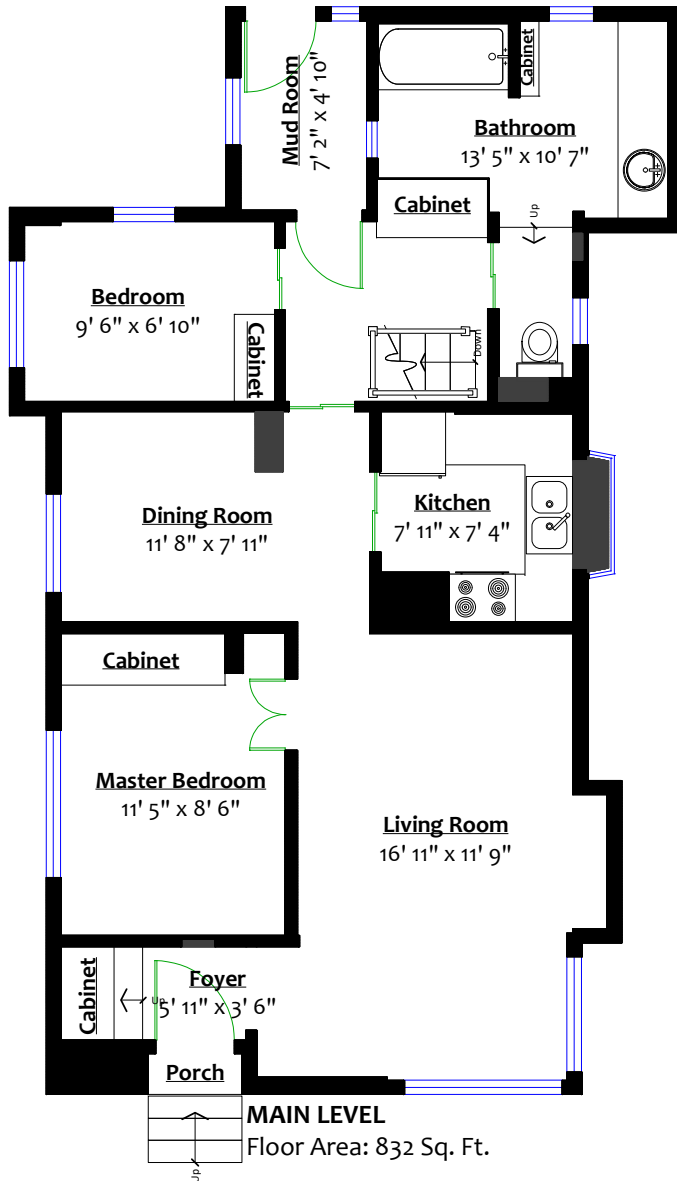 Mud Room
7' 2" x 4' 10"
Cabinet
Bathroom
13' 5" x 10' 7"
Cabinet
Up
Bedroom
9' 6" x 6' 10"
Cabinet
Down
Dining Room
11' 8" x 7' 11"
Kitchen
7' 11" x 7' 4"
Cabinet
Master Bedroom
11' 5" x 8' 6"
Living Room
16' 11" x 11' 9"
Cabinet
Up
Foyer
5' 11" x 3' 6"
Porch
Up
MAIN LEVEL
Floor Area: 832 Sq. Ft.